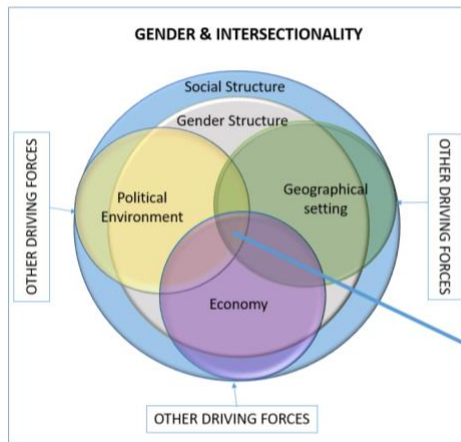 GENDER & INTERSECTIONALITY
Social Structure
Gender Structure
Political
Environment
Geographical
setting
Economy
OTHER DRIVING FORCES
OTHER DRIVING FORCES
OTHER DRIVING FORCES